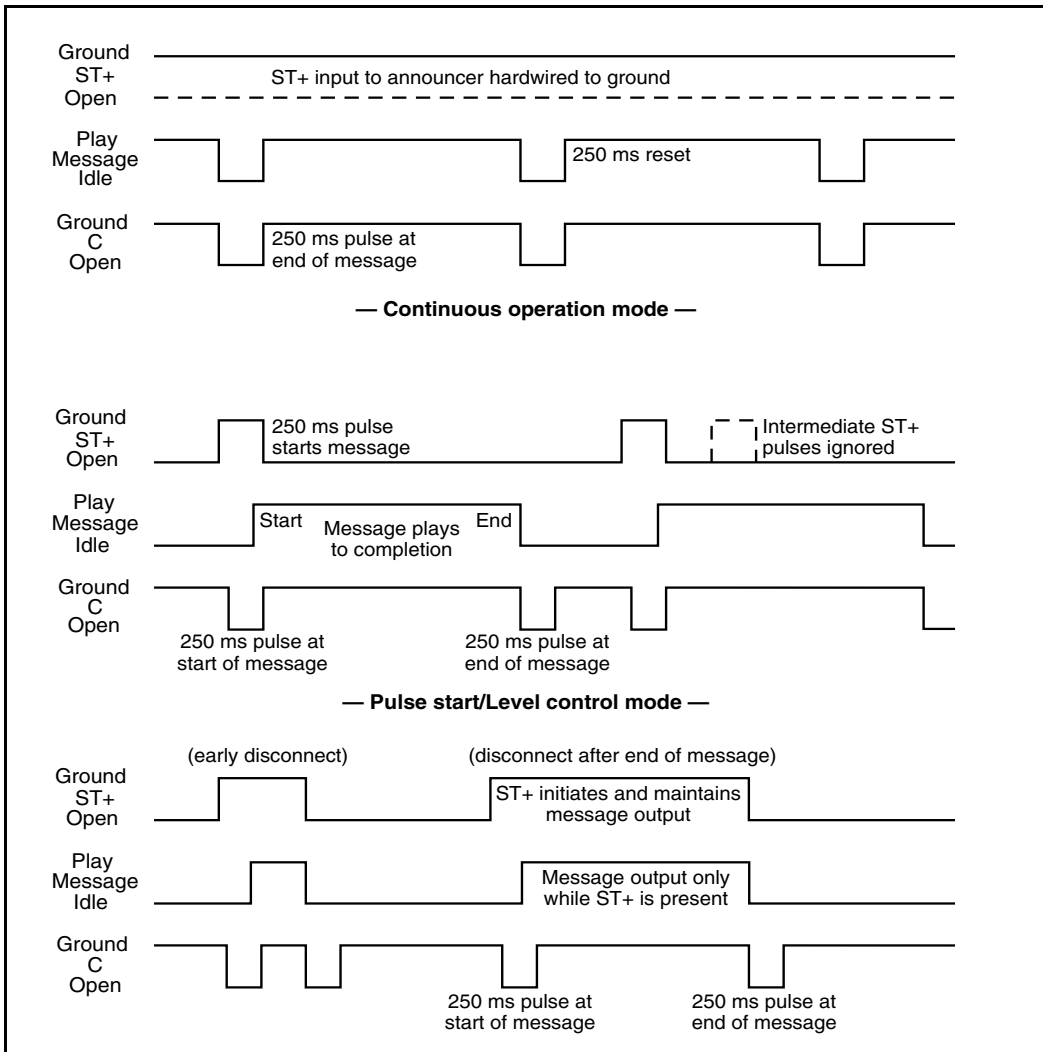 Ground
ST+
Open
ST+ input to announcer hardwired to ground
Play
Message
Idle
250 ms reset
Ground
C
Open
250 ms pulse at
end of message
— Continuous operation mode —
Ground
ST+
Open
250 ms pulse
starts message
Intermediate ST+
pulses ignored
Play
Message
Idle
Start
Message plays
to completion
End
Ground
C
Open
250 ms pulse at
start of message
250 ms pulse at
end of message
— Pulse start/Level control mode —
(early disconnect)
(disconnect after end of message)
Ground
ST+
Open
ST+ initiates and maintains
message output
Play
Message
Idle
Message output only
while ST+ is present
Ground
C
Open
250 ms pulse at
start of message
250 ms pulse at
end of message